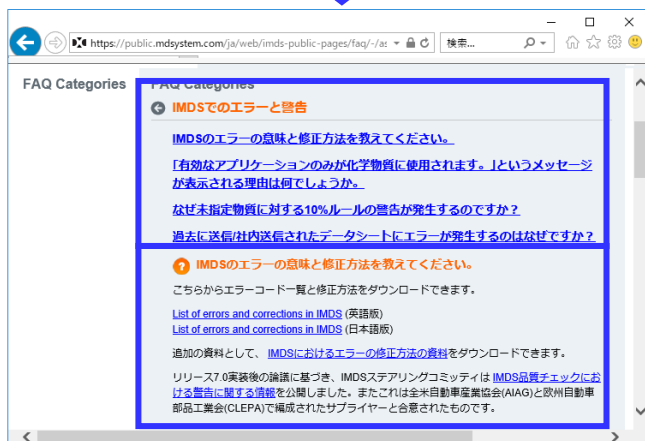 https://public.mdsystem.com/ja/web/imds-public-pages/faq/-/as
検索...
FAQ Categories
FAQ Categories
IMDSでのエラーと警告
IMDSのエラーの意味と修正方法を教えてください。
「有効なアプリケーションのみが化学物質に使用されます。」というメッセージ
が表示される理由は何でしょうか。
なぜ未指定物質に対する10%ルールの警告が発生するのですか？
過去に送信/社内送信されたデータシートにエラーが発生するのはなぜですか？
IMDSのエラーの意味と修正方法を教えてください。
こちらからエラーコード一覧と修正方法をダウンロードできます。
List of errors and corrections in IMDS (英語版)
List of errors and corrections in IMDS (日本語版)
追加の資料として、 IMDSにおけるエラーの修正方法の資料をダウンロードできます。
リリース7.0実装後の論議に基づき、IMDSステアリングコミッティは IMDS品質チェックにお
ける警告に関する情報を公開しました。またこれは全米自動車産業協会(AIAG)と欧州自動車
部品工業会(CLEPA)で編成されたサプライヤーと合意されたものです。